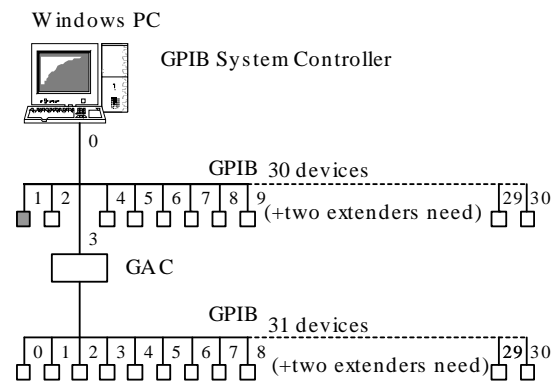 Windows PC
GPIB System Controller
0
GPIB 30 devices
1 2 4 5 6 7 8 9 29 30
(+two extenders need)
3
GAC
GPIB 31 devices
0 1 2 3 4 5 6 7 8 29 30
(+two extenders need)